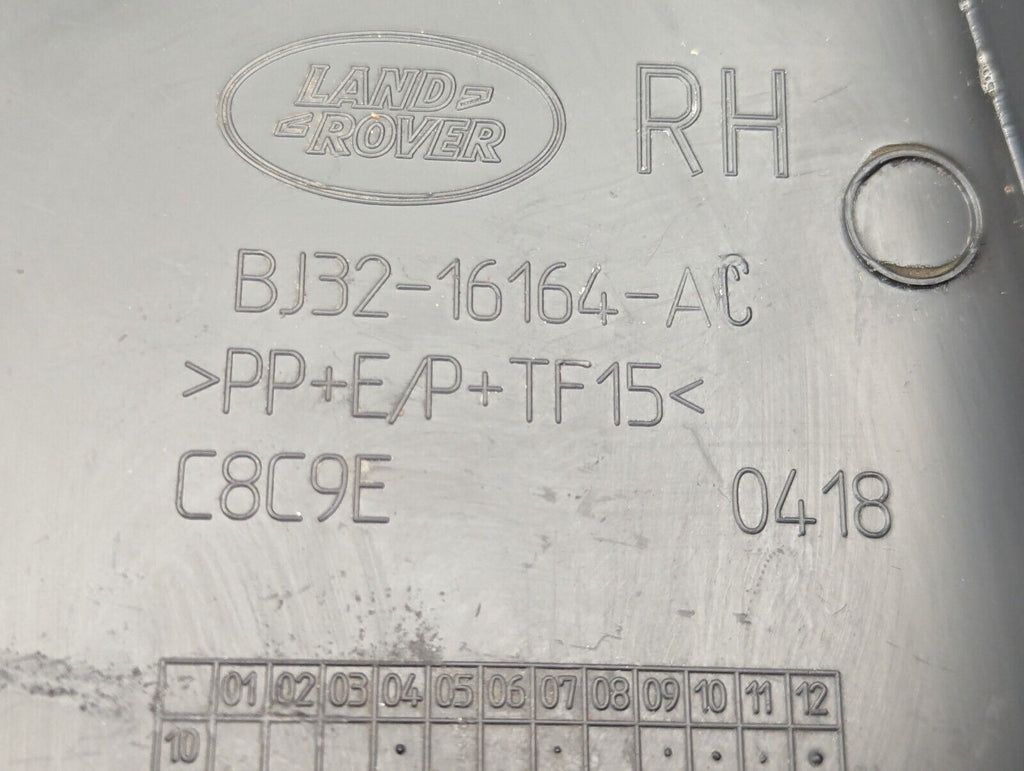 LAND
ROVER
RH
BJ32-16164-AC
>PP+E/P+TF15<
C8C9E 0418
01 02 03 04 05 06 07 08 09 10 11 12
10